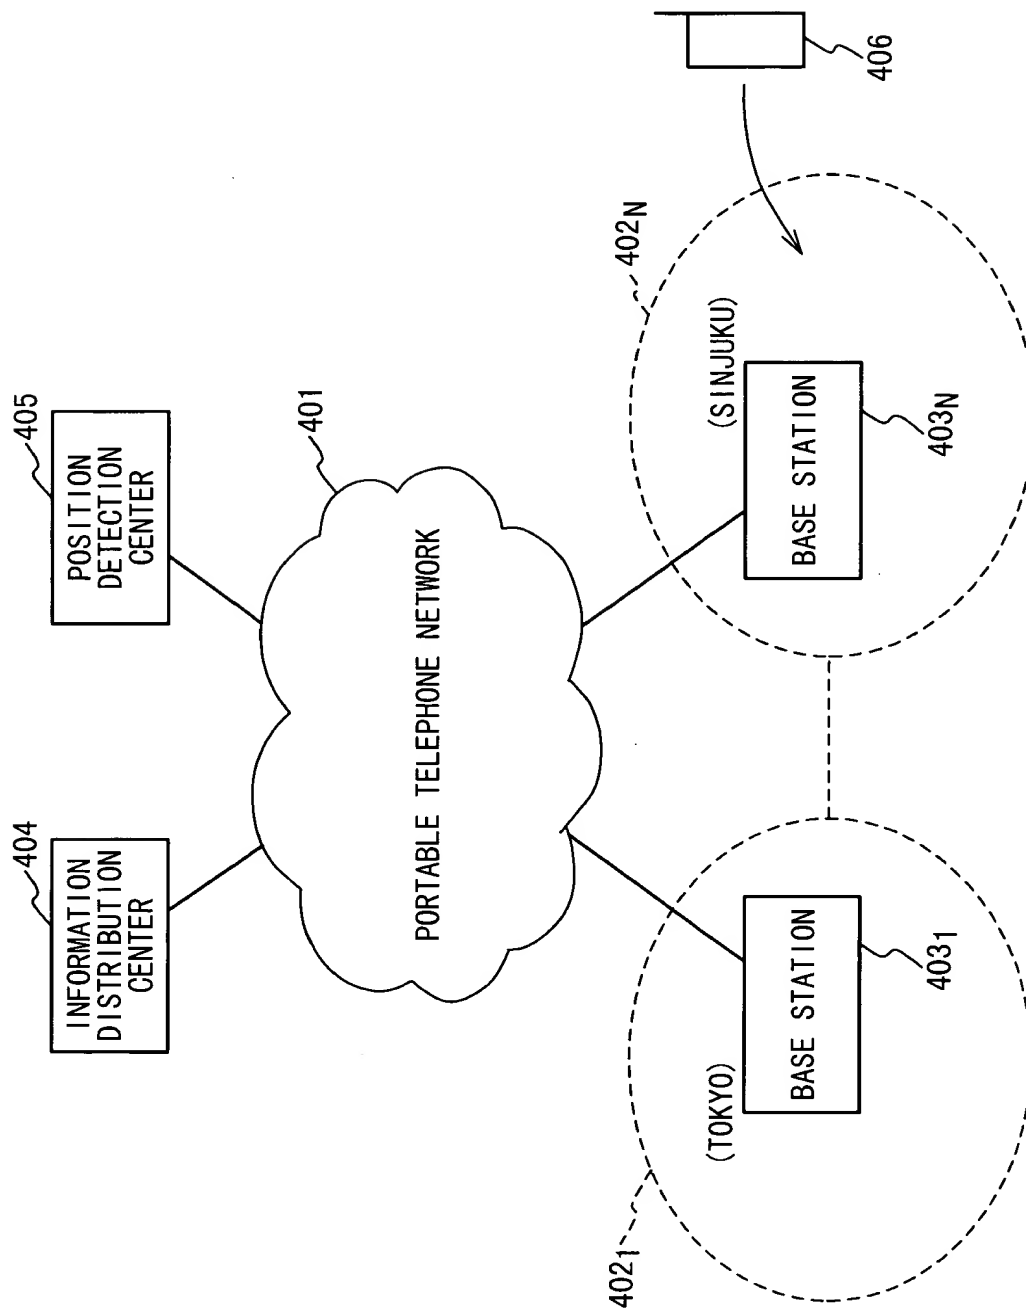 404
INFORMATION
DISTRIBUTION
CENTER
405
POSITION
DETECTION
CENTER
401
PORTABLE TELEPHONE NETWORK
402₁
(TOKYO)
BASE STATION
403₁
402N
(SINJUKU)
BASE STATION
403N
406